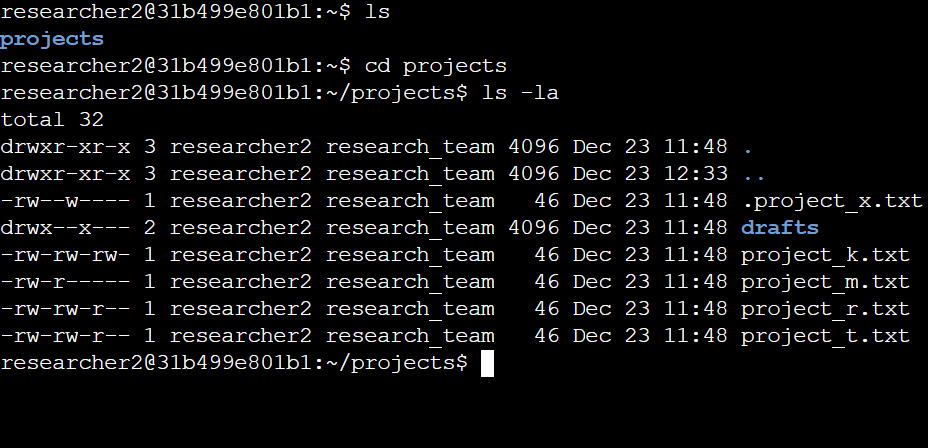 researcher2@31b499e801b1:~$ ls
projects
researcher2@31b499e801b1:~$ cd projects
researcher2@31b499e801b1:~/projects$ ls -la
total 32
drwxr-xr-x 3 researcher2 research_team 4096 Dec 23 11:48 .
drwxr-xr-x 3 researcher2 research_team 4096 Dec 23 12:33 ..
-rw--w---- 1 researcher2 research_team   46 Dec 23 11:48 .project_x.txt
drwx--x--- 2 researcher2 research_team 4096 Dec 23 11:48 drafts
-rw-rw-rw- 1 researcher2 research_team   46 Dec 23 11:48 project_k.txt
-rw-r----- 1 researcher2 research_team   46 Dec 23 11:48 project_m.txt
-rw-rw-r-- 1 researcher2 research_team   46 Dec 23 11:48 project_r.txt
-rw-rw-r-- 1 researcher2 research_team   46 Dec 23 11:48 project_t.txt
researcher2@31b499e801b1:~/projects$